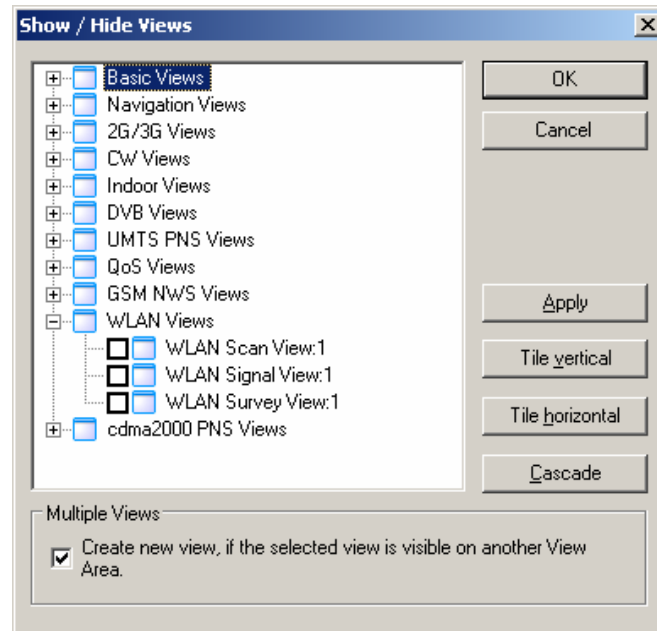 Show / Hide Views
Basic Views
Navigation Views
2G/3G Views
CW Views
Indoor Views
DVB Views
UMTS PNS Views
QoS Views
GSM NWS Views
WLAN Views
WLAN Scan View:1
WLAN Signal View:1
WLAN Survey View:1
cdma2000 PNS Views
OK
Cancel
Apply
Tile vertical
Tile horizontal
Cascade
Multiple Views
Create new view, if the selected view is visible on another View
Area.